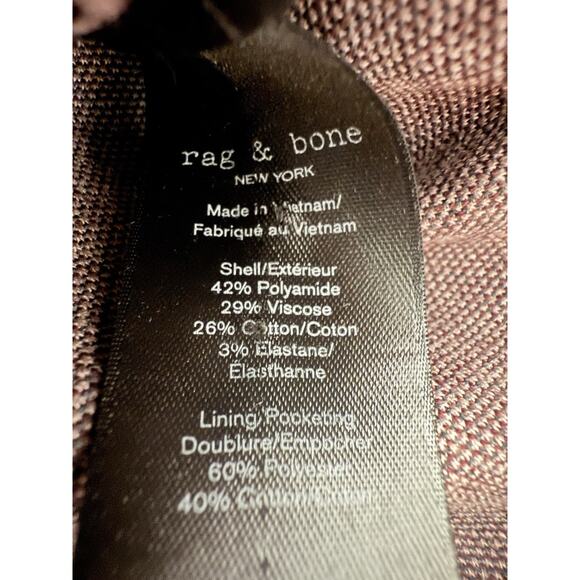 rag & bone
NEW YORK
Made in Vietnam/
Fabriqué au Vietnam
Shell/Extérieur
42% Polyamide
29% Viscose
26% Cotton/Coton
3% Elastane/
Élasthanne
Lining/Pocketing
Doublure/Empocher
60% Polyester
40% Cotton/Coton